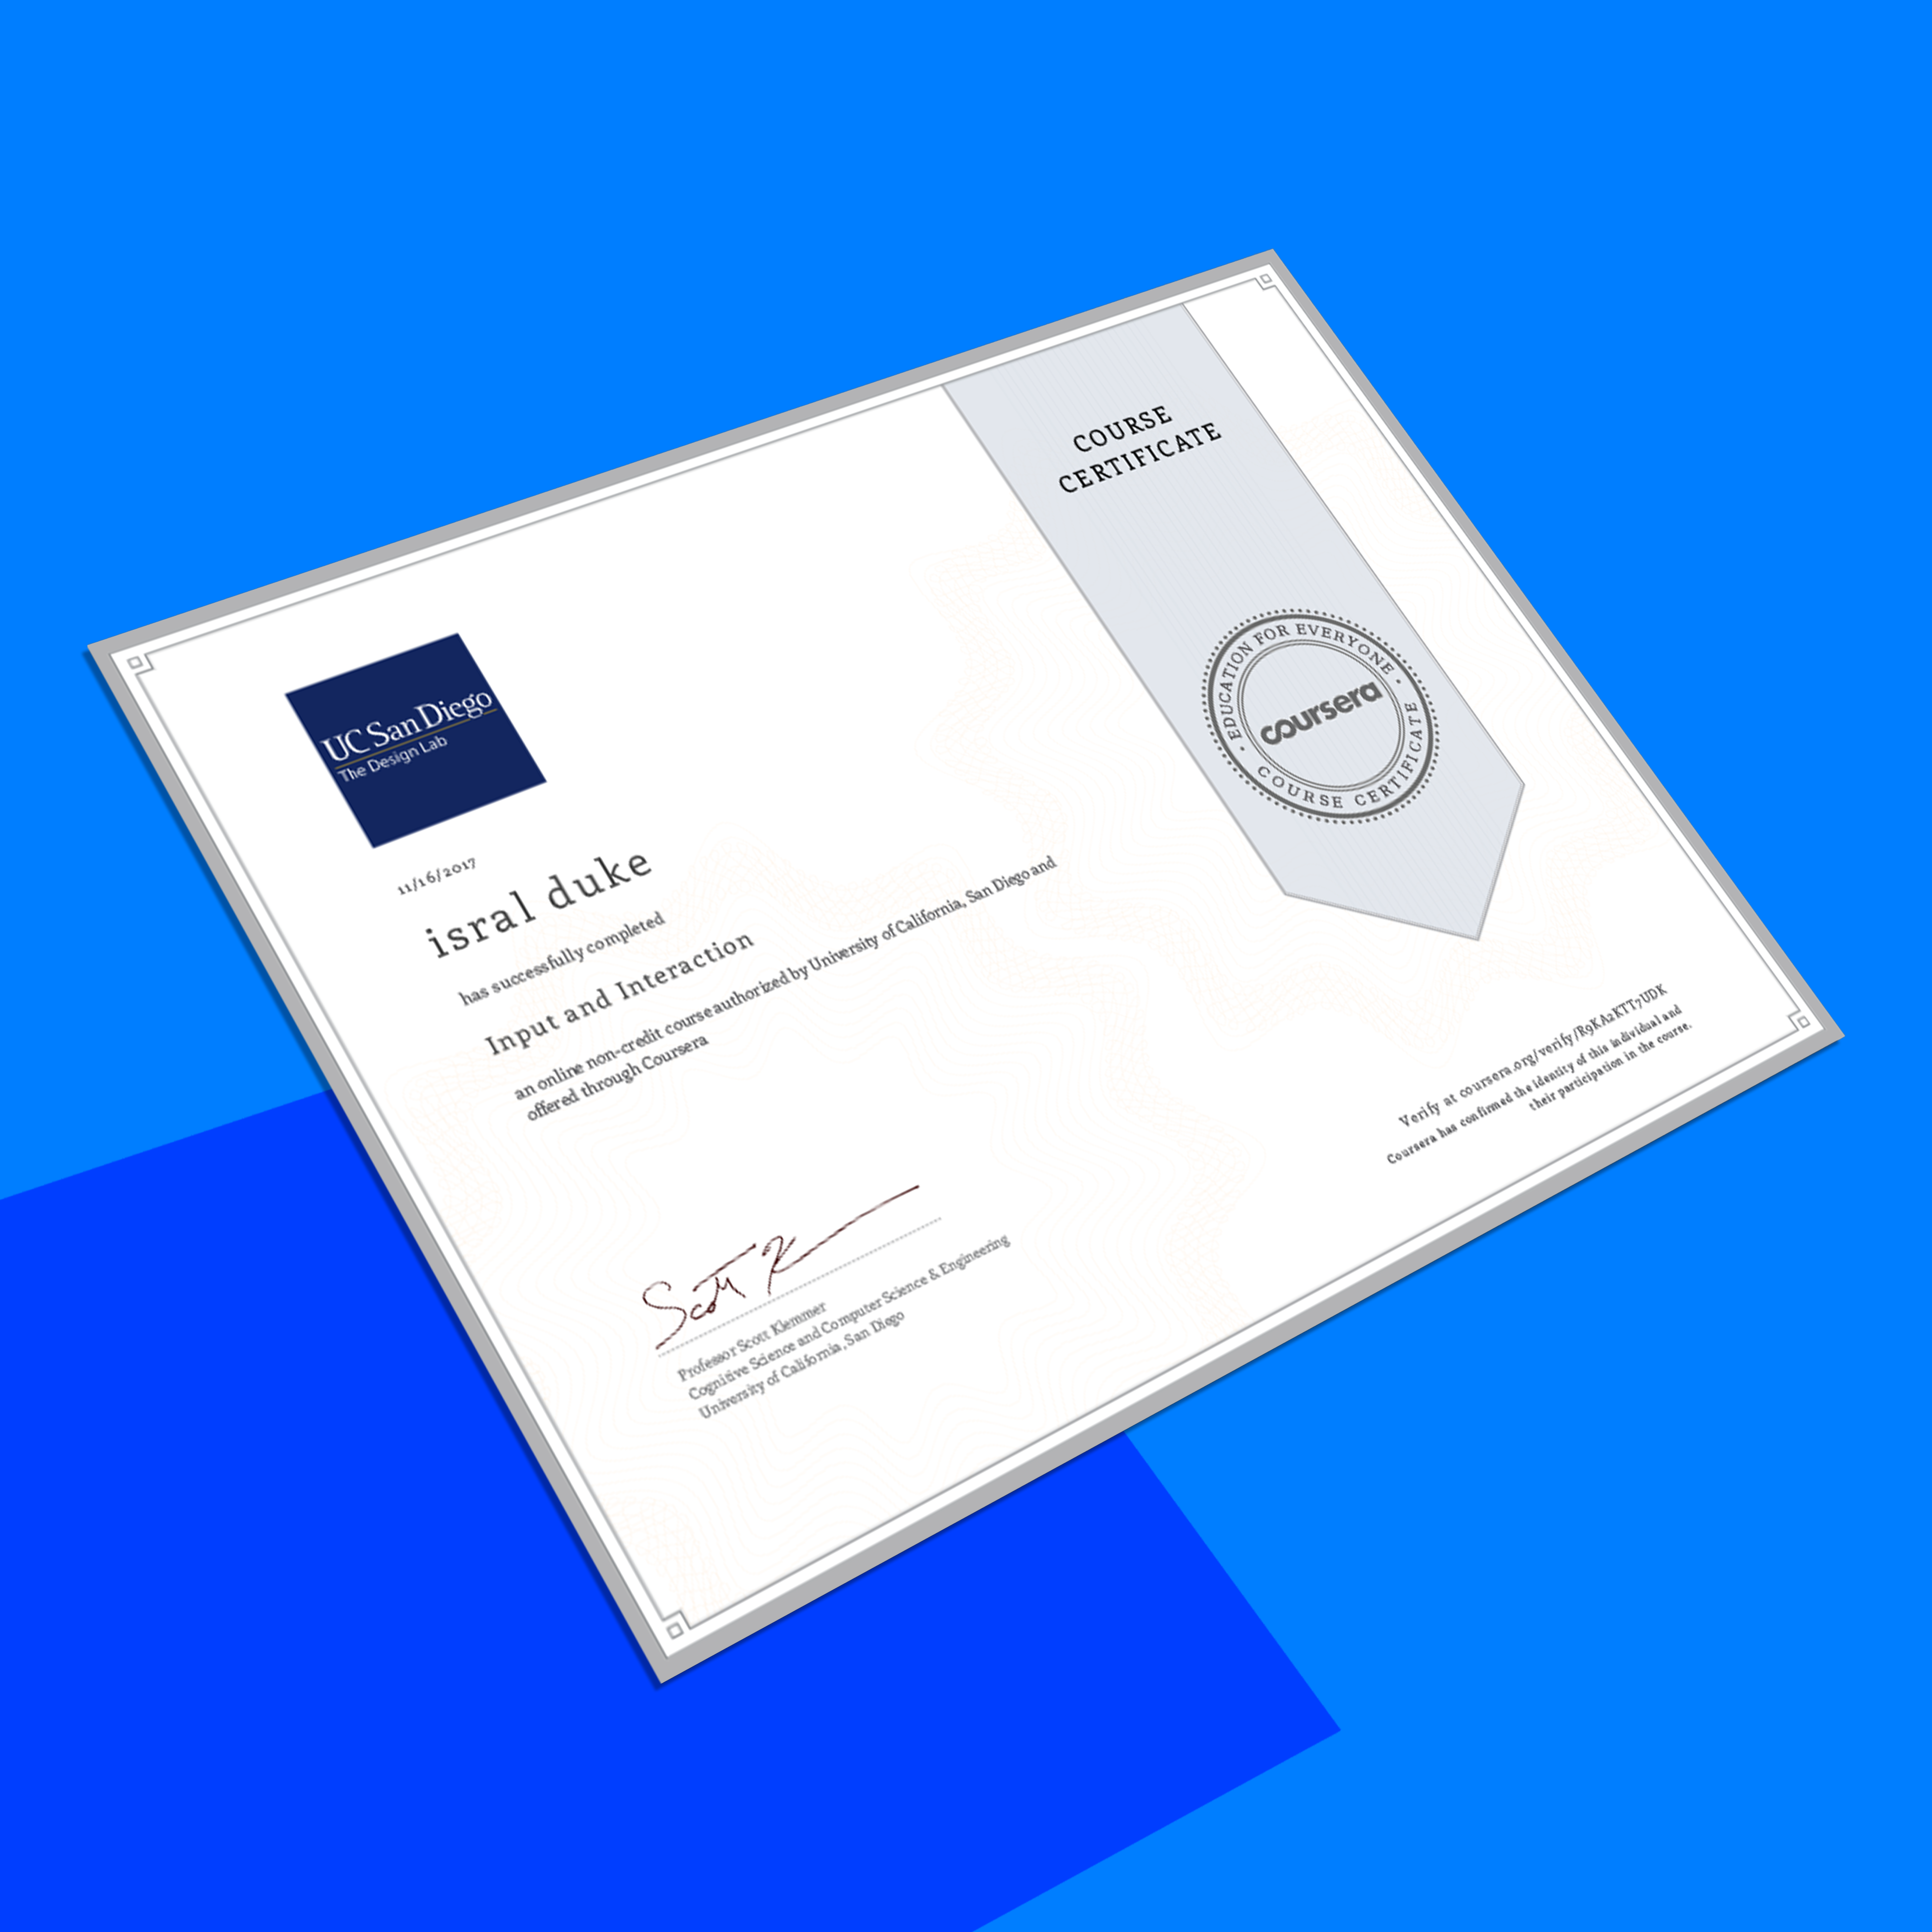 COURSE
CERTIFICATE
EDUCATION FOR EVERYONE
coursera
COURSE CERTIFICATE
UC San Diego
The Design Lab
11/16/2017
isral duke
has successfully completed
Input and Interaction
an online non-credit course authorized by University of California, San Diego and
offered through Coursera
Scott K
Professor Scott Klemmer
Cognitive Science and Computer Science & Engineering
University of California, San Diego
Verify at coursera.org/verify/R9KA2KTT7UDK
Coursera has confirmed the identity of this individual and
their participation in the course.